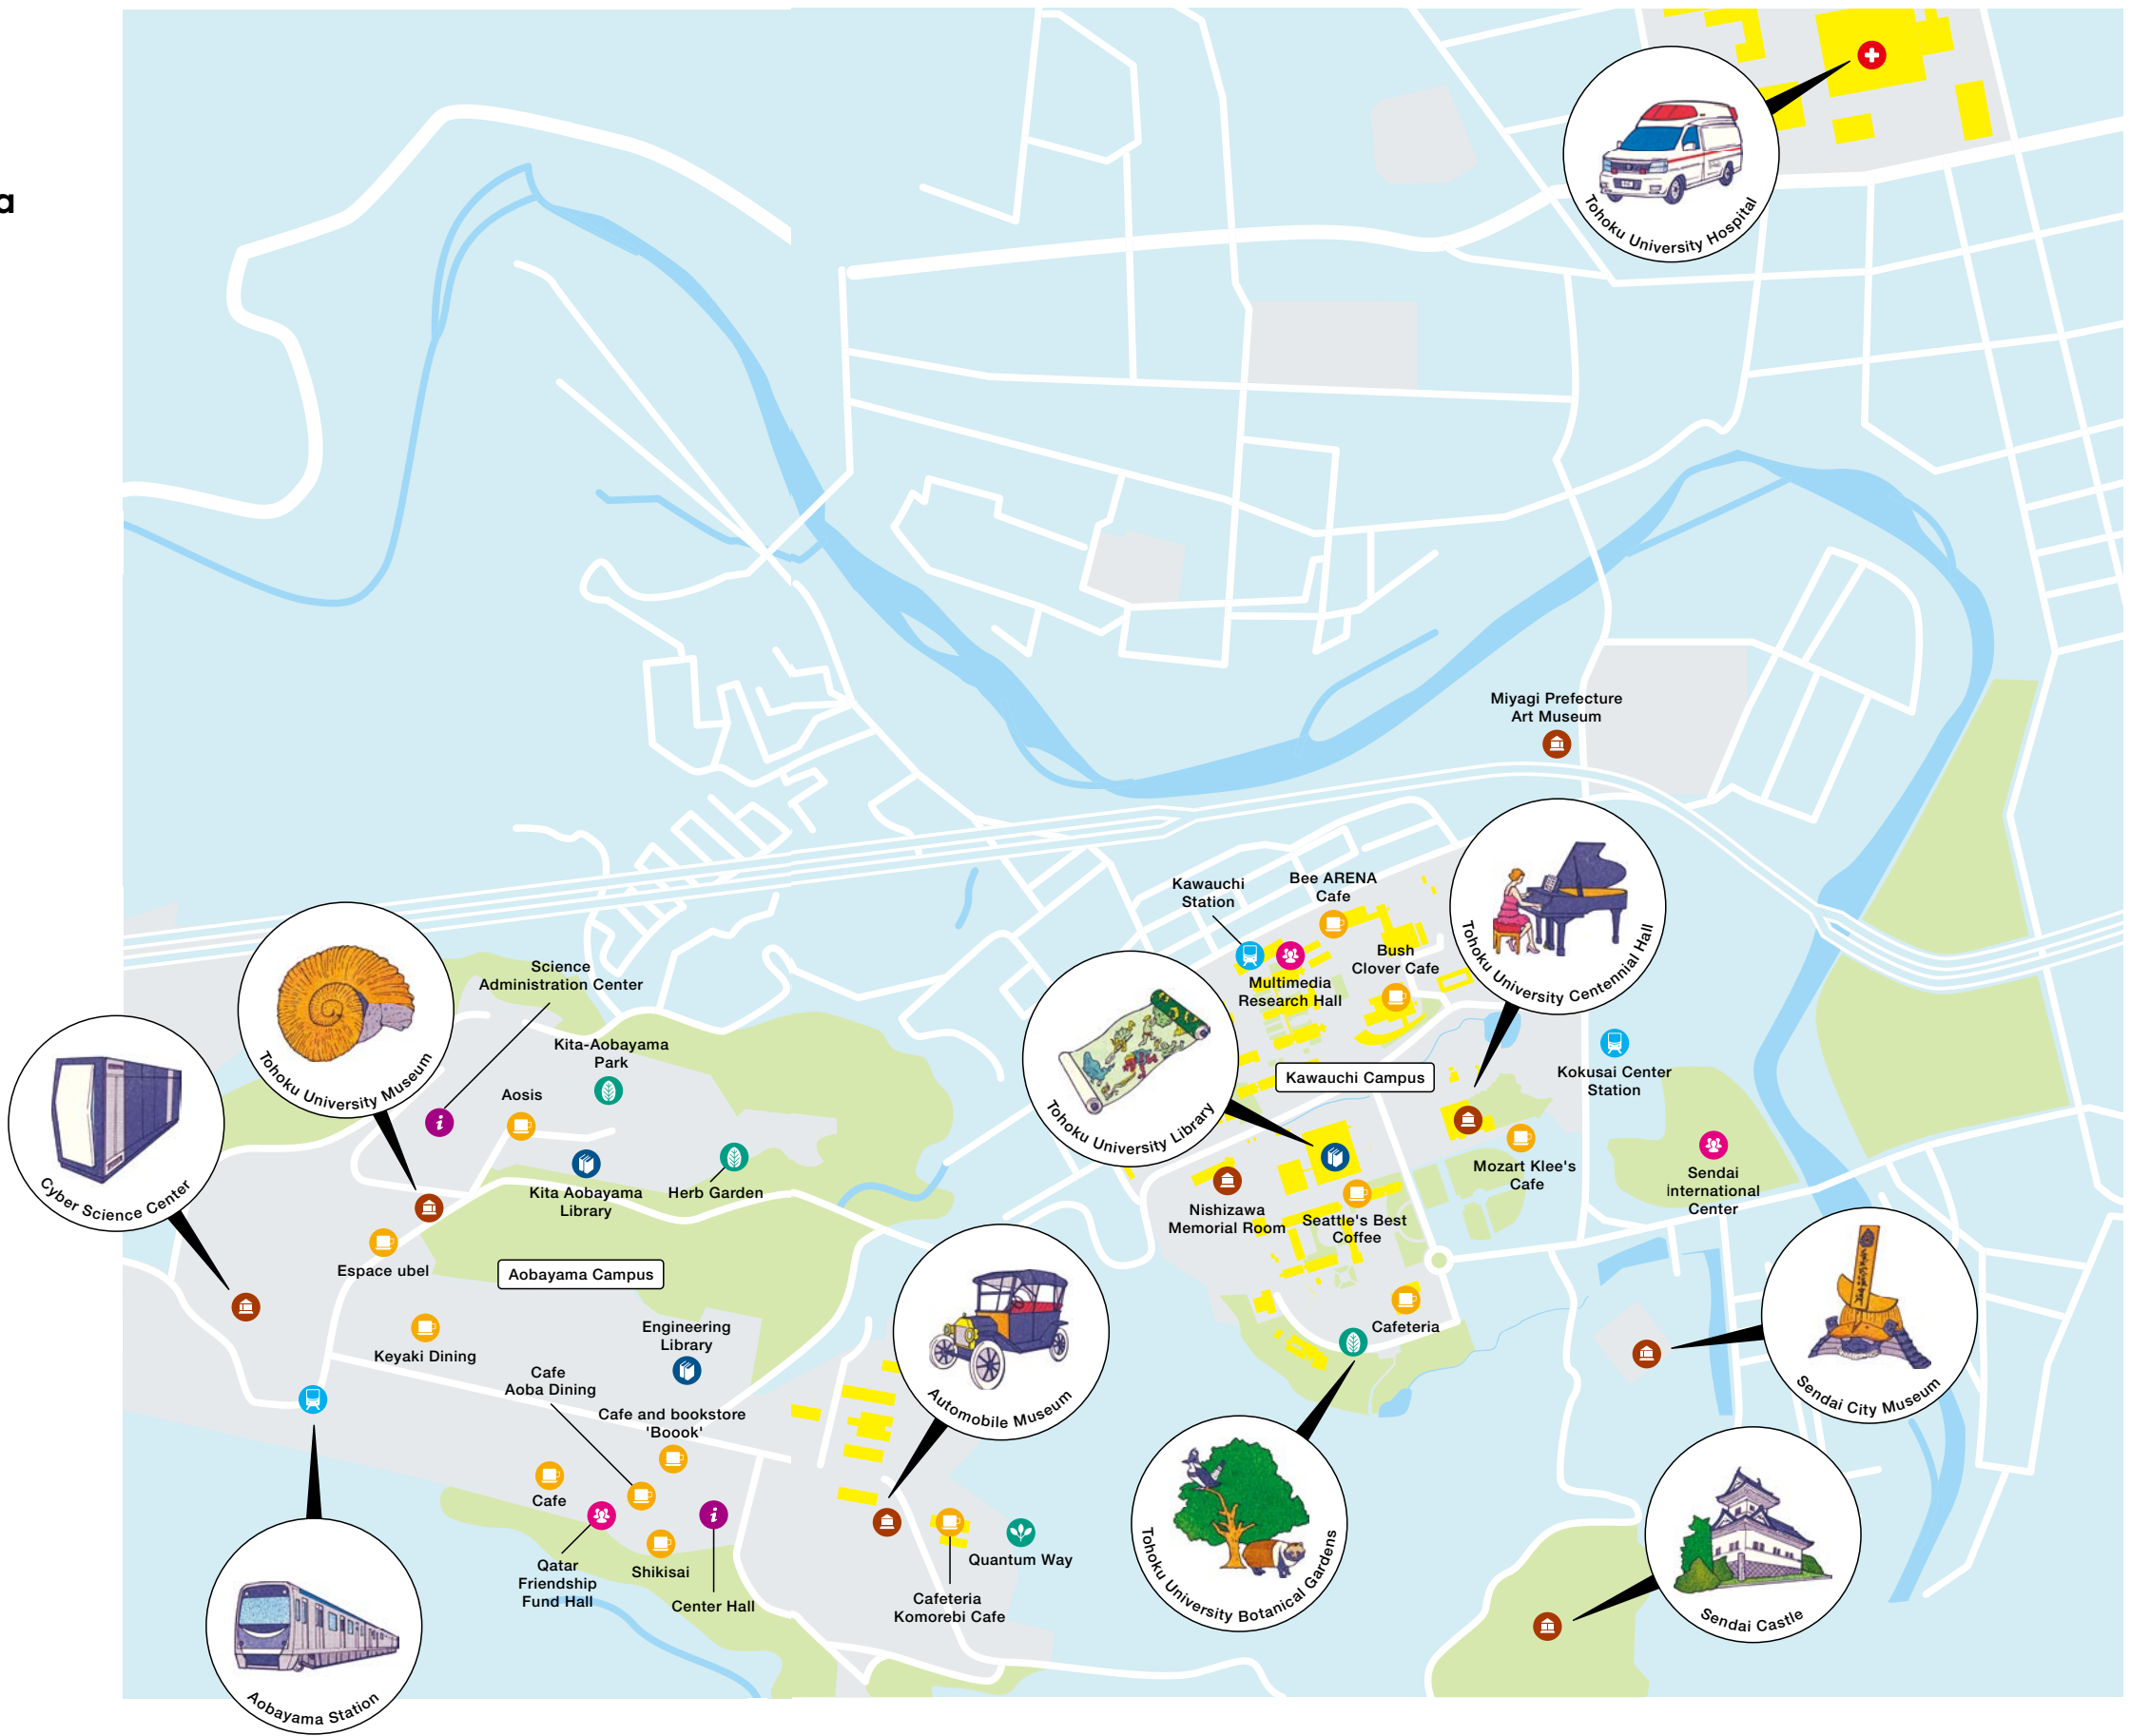 a
Tohoku University Hospital
Miyagi Prefecture
Art Museum
Kawauchi
Station
Bee ARENA
Cafe
Bush
Clover Cafe
Multimedia
Research Hall
Tohoku University Centennial Hall
Tohoku University Library
Kawauchi Campus
Kokusai Center
Station
Mozart Klee's
Cafe
Sendai
International
Center
Nishizawa
Memorial Room
Seattle's Best
Coffee
Cafeteria
Science
Administration Center
Tohoku University Museum
Kita-Aobayama
Park
Aosis
Cyber Science Center
Kita Aobayama
Library
Herb Garden
Espace ubel
Aobayama Campus
Keyaki Dining
Engineering
Library
Cafe
Aoba Dining
Cafe and bookstore
'Boook'
Automobile Museum
Sendai City Museum
Cafe
Qatar
Friendship
Fund Hall
Shikisai
Center Hall
Quantum Way
Cafeteria
Komorebi Cafe
Tohoku University Botanical Gardens
Sendai Castle
Aobayama Station